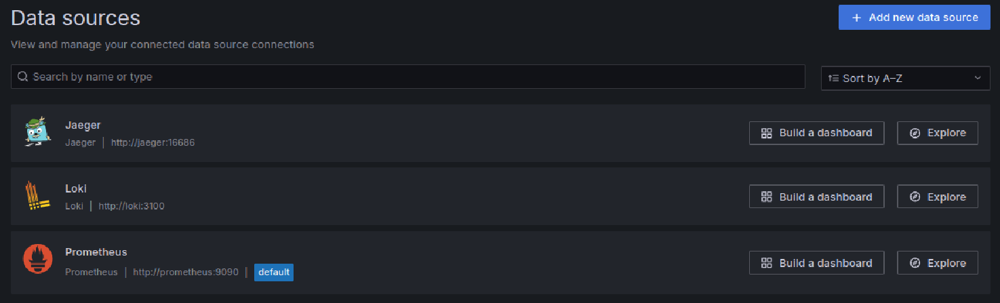 Data sources
+ Add new data source
View and manage your connected data source connections
Search by name or type
Sort by A–Z
Jaeger
Jaeger | http://jaeger:16686
Build a dashboard
Explore
Loki
Loki | http://loki:3100
Build a dashboard
Explore
Prometheus
Prometheus | http://prometheus:9090 | default
Build a dashboard
Explore